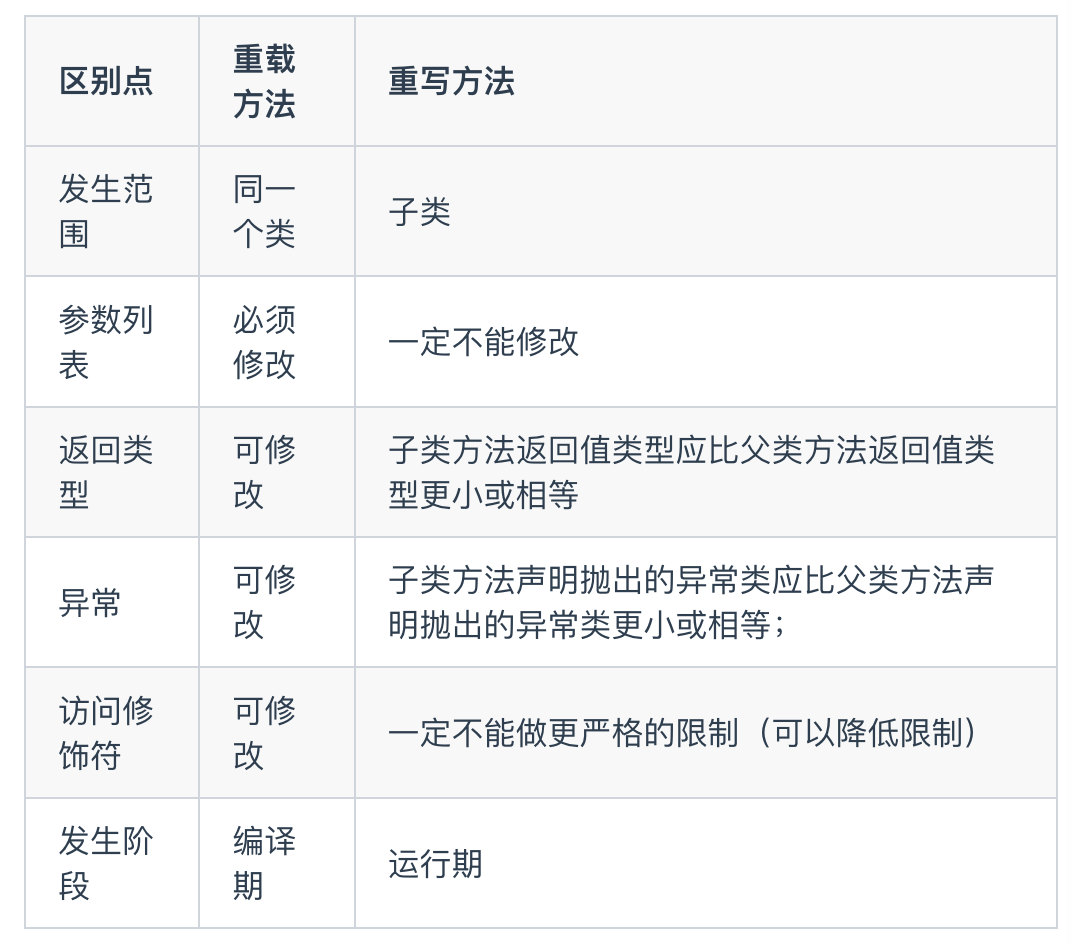 区别点
重载
方法
重写方法
发生范
围
同一
个类
子类
参数列
表
必须
修改
一定不能修改
返回类
型
可修
改
子类方法返回值类型应比父类方法返回值类
型更小或相等
异常
可修
改
子类方法声明抛出的异常类应比父类方法声
明抛出的异常类更小或相等；
访问修
饰符
可修
改
一定不能做更严格的限制（可以降低限制）
发生阶
段
编译
期
运行期